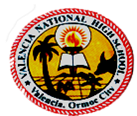 VALENCIA NATIONAL HIGH SCHOOL
Valencia, Ormoc City